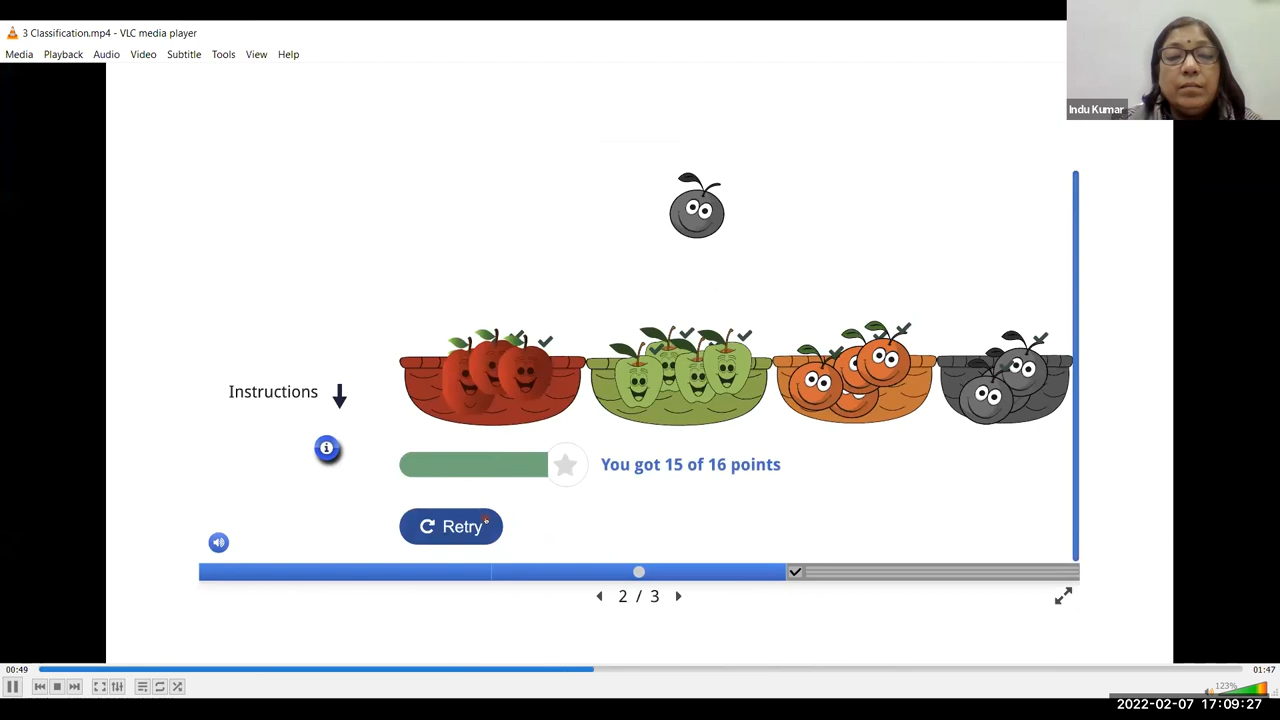 3 Classification.mp4 - VLC media player
Media Playback Audio Video Subtitle Tools View Help
Indu Kumar
Instructions
You got 15 of 16 points
Retry
2 / 3
00:49
01:47
123%
2022-02-07 17:09:27